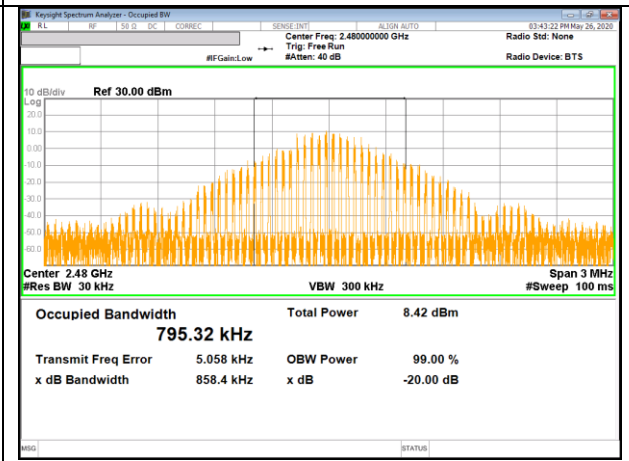 Keysight Spectrum Analyzer - Occupied BW
RL RF 50 Ω DC CORREC SENSE:INT ALIGN AUTO 03:43:22 PM May 26, 2020
Center Freq: 2.480000000 GHz Radio Std: None
Trig: Free Run
#IFGain:Low #Atten: 40 dB Radio Device: BTS
10 dB/div Ref 30.00 dBm
Log
20.0
10.0
0.00
-10.0
-20.0
-30.0
-40.0
-50.0
-60.0
Center 2.48 GHz Span 3 MHz
#Res BW 30 kHz VBW 300 kHz #Sweep 100 ms
Occupied Bandwidth Total Power 8.42 dBm
795.32 kHz
Transmit Freq Error 5.058 kHz OBW Power 99.00 %
x dB Bandwidth 858.4 kHz x dB -20.00 dB
MSG STATUS